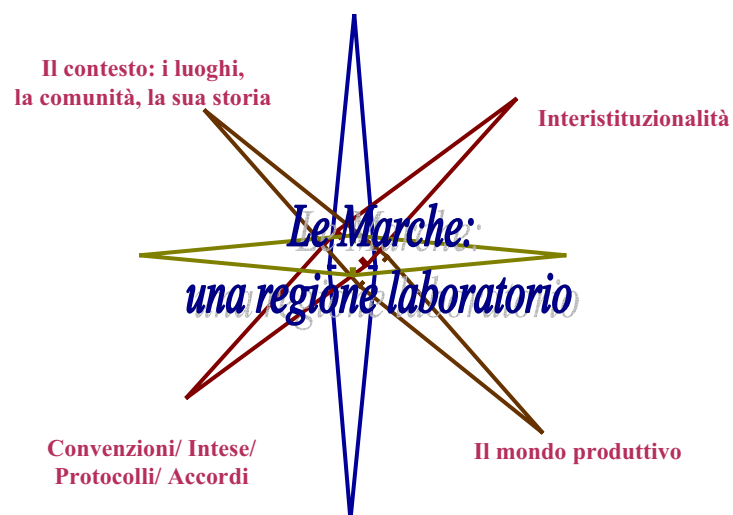 Il contesto: i luoghi,
la comunità, la sua storia
Interistituzionalità
Le Marche:
una regione laboratorio
Convenzioni/ Intese/
Protocolli/ Accordi
Il mondo produttivo